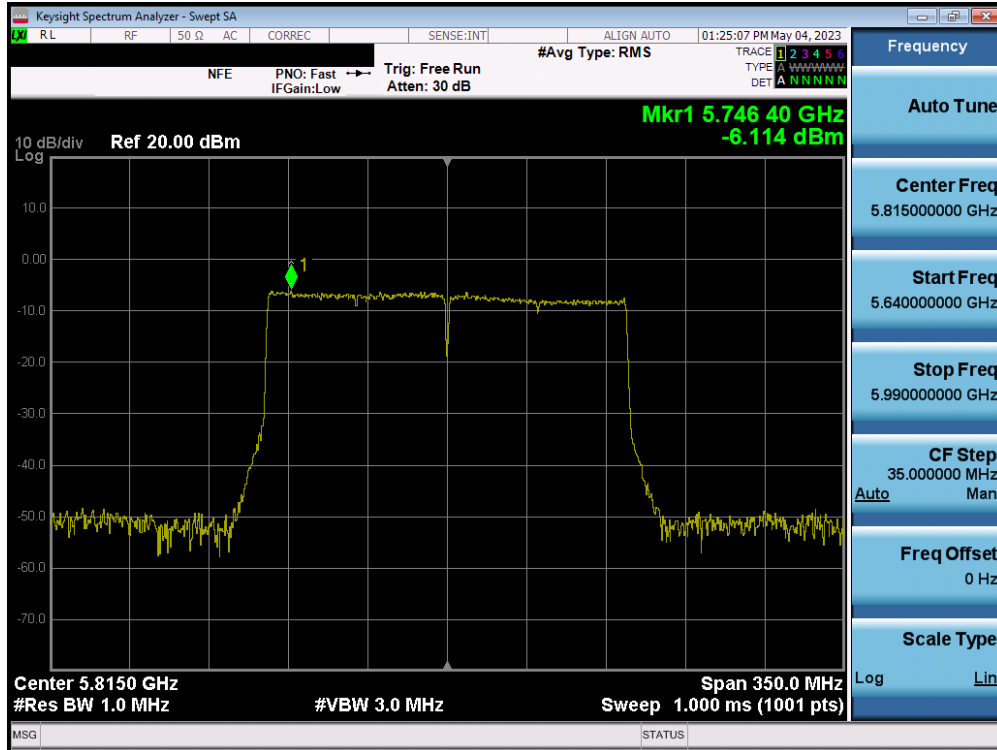 Keysight Spectrum Analyzer - Swept SA
LXI RL RF 50 Ω AC CORREC SENSE:INT ALIGN AUTO 01:25:07 PM May 04, 2023
NFE PNO: Fast IFGain:Low Trig: Free Run Atten: 30 dB #Avg Type: RMS
TRACE 1 2 3 4 5 6
TYPE A WWWWW
DET A N N N N N
Mkr1 5.746 40 GHz
-6.114 dBm
10 dB/div Ref 20.00 dBm
Log
10.0
0.00
1
-10.0
-20.0
-30.0
-40.0
-50.0
-60.0
-70.0
Center 5.8150 GHz Span 350.0 MHz
#Res BW 1.0 MHz #VBW 3.0 MHz Sweep 1.000 ms (1001 pts)
MSG STATUS
Frequency
Auto Tune
Center Freq
5.815000000 GHz
Start Freq
5.640000000 GHz
Stop Freq
5.990000000 GHz
CF Step
35.000000 MHz
Auto Man
Freq Offset
0 Hz
Scale Type
Log Lin